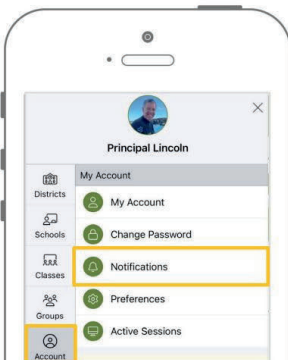 Principal Lincoln
My Account
Districts
My Account
Schools
Change Password
Classes
Notifications
Groups
Preferences
Account
Active Sessions